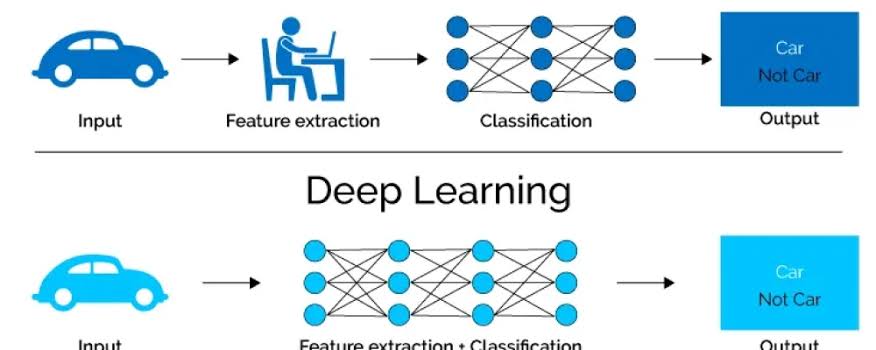 Car
Not Car
Input
Feature extraction
Classification
Output
Deep Learning
Car
Not Car
Input
Feature extraction + Classification
Output